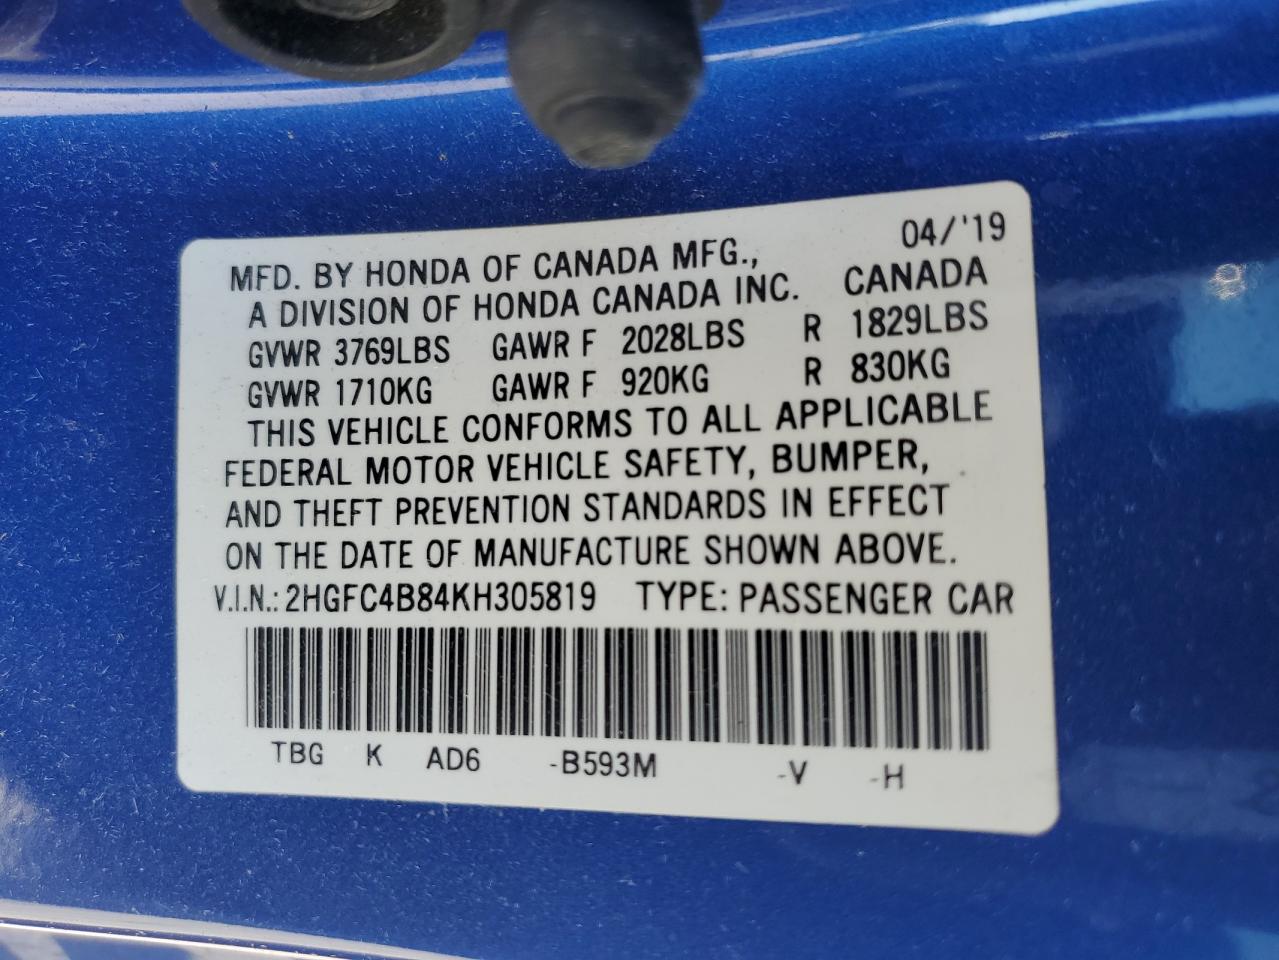 04/'19
MFD. BY HONDA OF CANADA MFG.,
A DIVISION OF HONDA CANADA INC. CANADA
GVWR 3769LBS GAWR F 2028LBS R 1829LBS
GVWR 1710KG GAWR F 920KG R 830KG
THIS VEHICLE CONFORMS TO ALL APPLICABLE
FEDERAL MOTOR VEHICLE SAFETY, BUMPER,
AND THEFT PREVENTION STANDARDS IN EFFECT
ON THE DATE OF MANUFACTURE SHOWN ABOVE.
V.I.N.: 2HGFC4B84KH305819 TYPE: PASSENGER CAR
TBG K AD6 -B593M -V -H